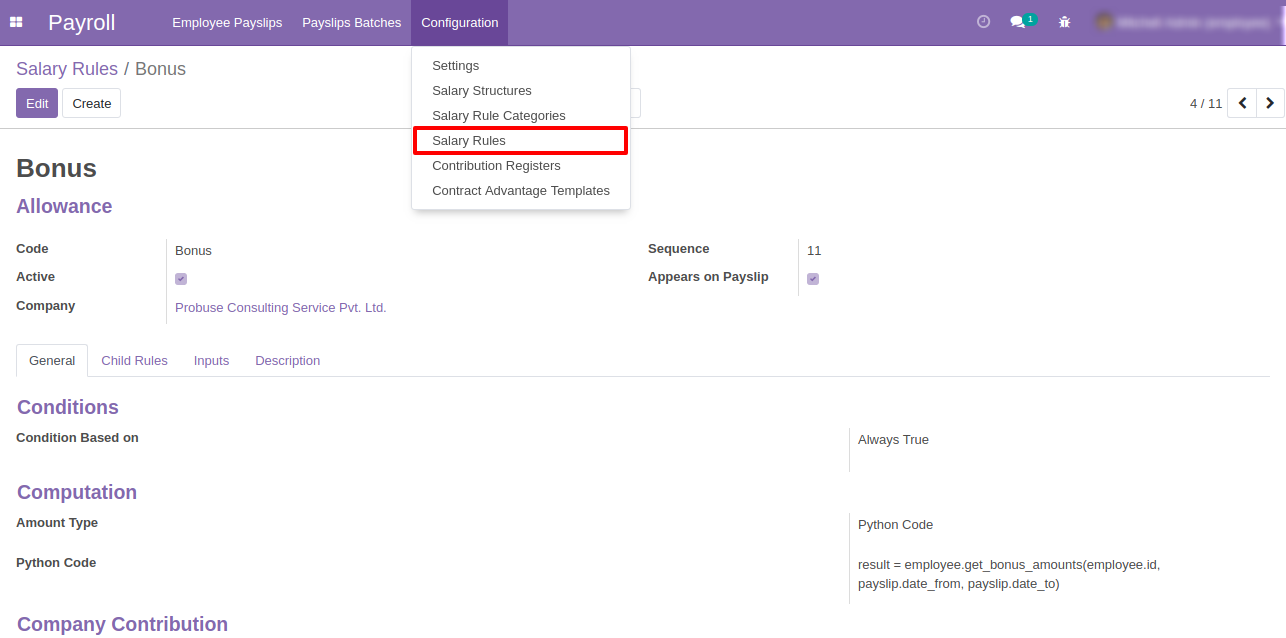 Payroll
Employee Payslips
Payslips Batches
Configuration
1
Salary Rules / Bonus
Edit
Create
4 / 11
Settings
Salary Structures
Salary Rule Categories
Salary Rules
Contribution Registers
Contract Advantage Templates
Bonus
Allowance
Code
Bonus
Sequence
11
Active
Appears on Payslip
Company
Probuse Consulting Service Pvt. Ltd.
General
Child Rules
Inputs
Description
Conditions
Condition Based on
Always True
Computation
Amount Type
Python Code
Python Code
result = employee.get_bonus_amounts(employee.id,
payslip.date_from, payslip.date_to)
Company Contribution